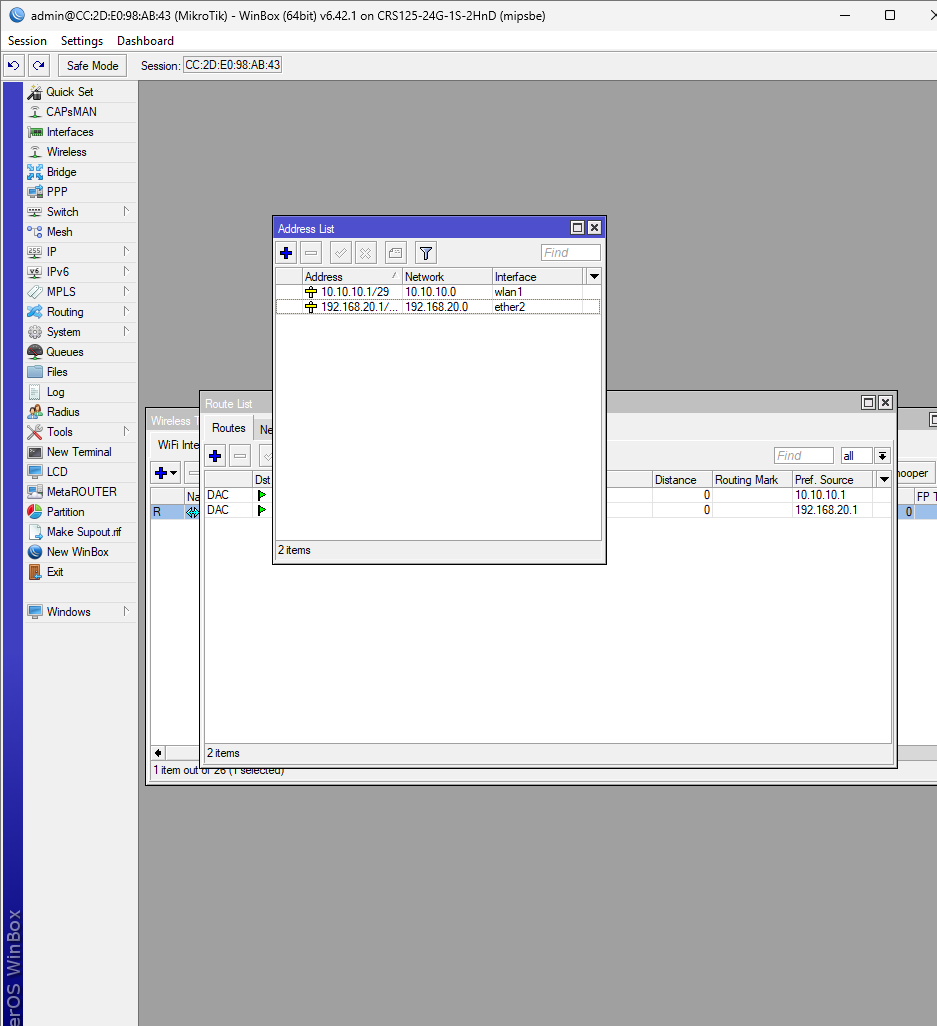 admin@CC:2D:E0:98:AB:43 (MikroTik) - WinBox (64bit) v6.42.1 on CRS125-24G-1S-2HnD (mipsbe)
Session Settings Dashboard
Safe Mode Session: CC:2D:E0:98:AB:43
Quick Set
CAPsMAN
Interfaces
Wireless
Bridge
PPP
Switch
Mesh
IP
IPv6
MPLS
Routing
System
Queues
Files
Log
Radius
Tools
New Terminal
LCD
MetaROUTER
Partition
Make Supout.rif
New WinBox
Exit
Windows
erOS WinBox
Address List
Find
Address Network Interface
10.10.10.1/29 10.10.10.0 wlan1
192.168.20.1/... 192.168.20.0 ether2
2 items
Route List
Routes Ne
Find all
Dst Distance Routing Mark Pref. Source
DAC 0 10.10.10.1
DAC 0 192.168.20.1
2 items
Wireless T
WiFi Inte
ooper
Na FP T
R 0
1 item out of 26 (1 selected)